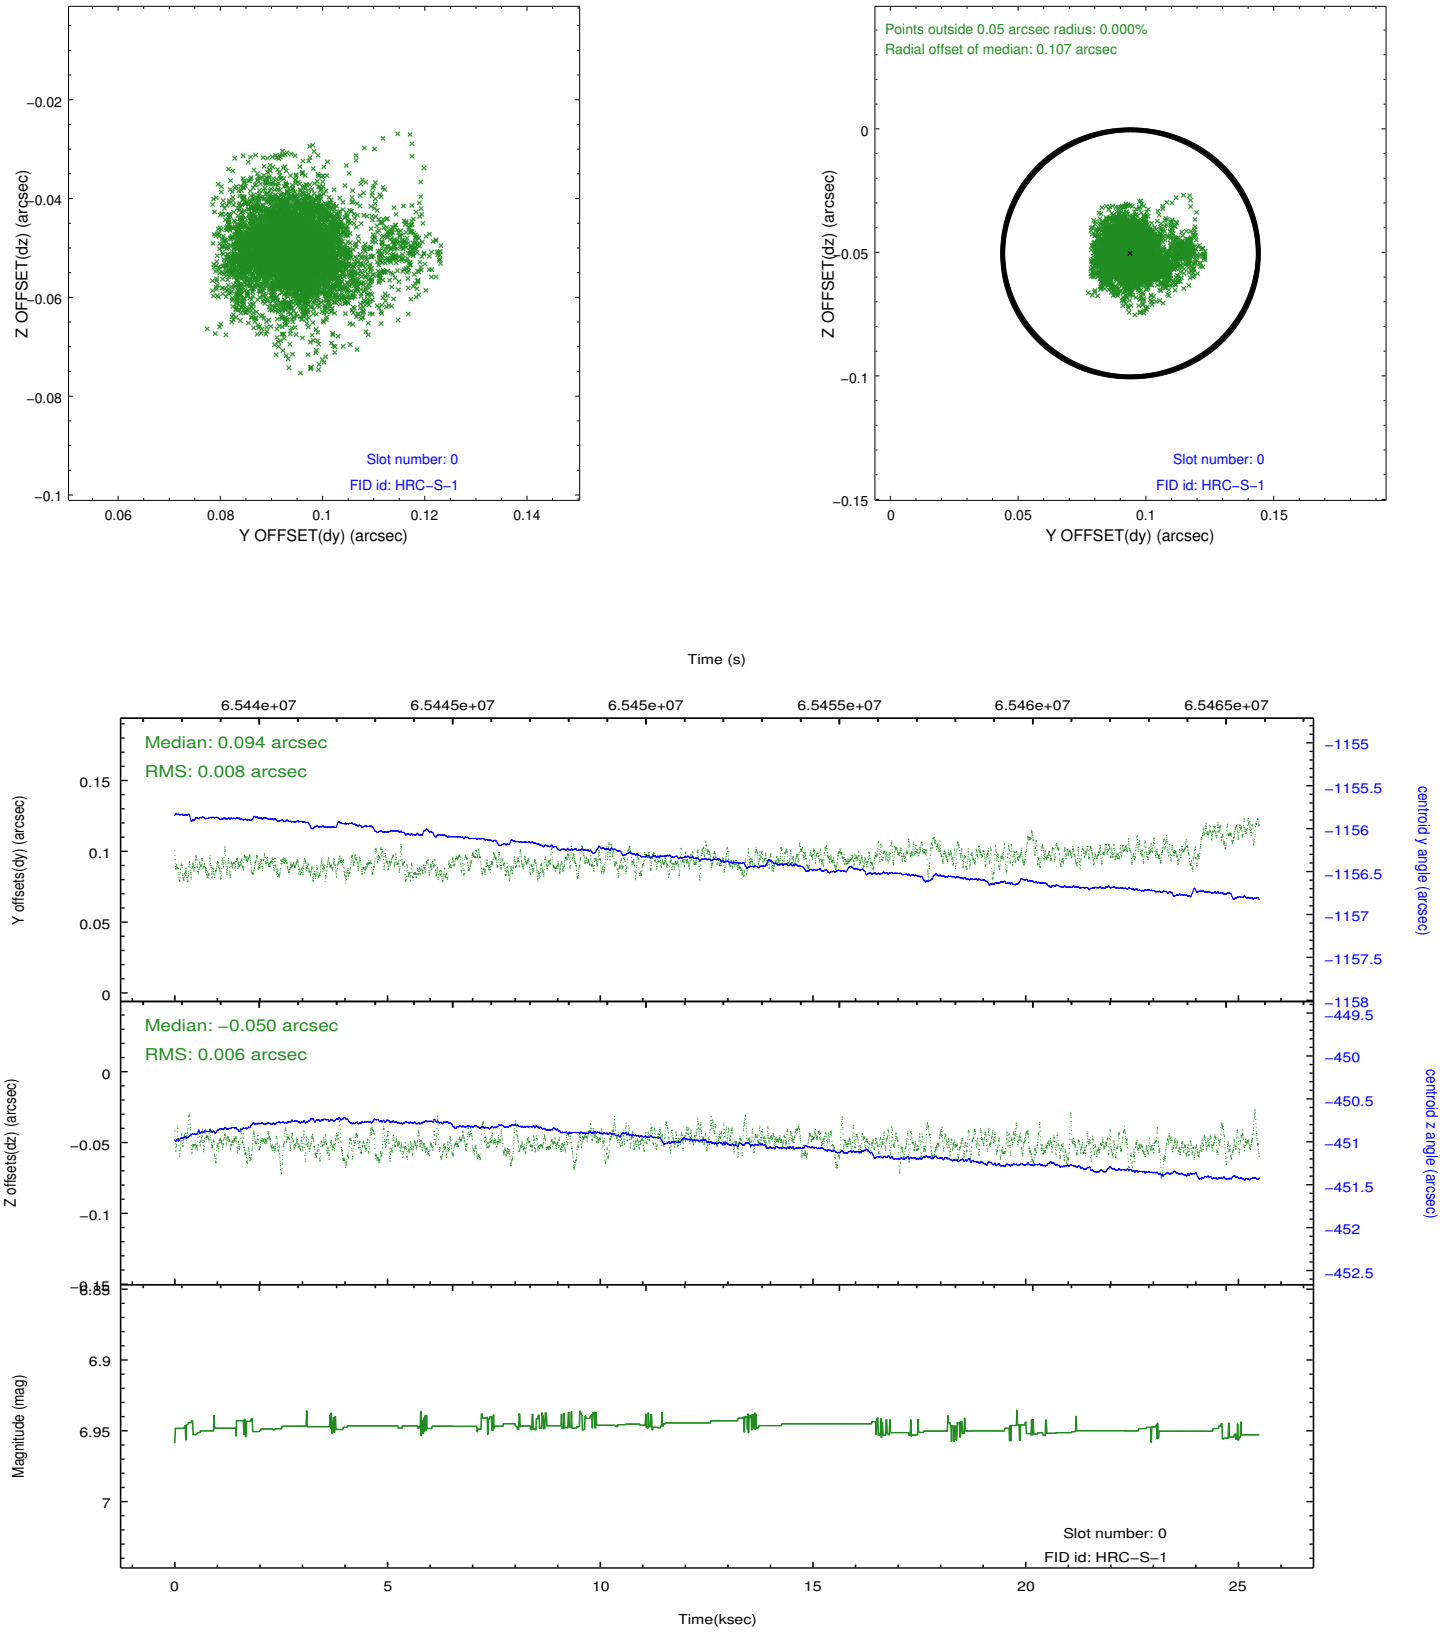 −0.02
−0.04
−0.06
−0.08
−0.1
Z OFFSET(dz) (arcsec)
0.06
0.08
0.1
0.12
0.14
Y OFFSET(dy) (arcsec)
Slot number: 0
FID id: HRC−S−1
Points outside 0.05 arcsec radius: 0.000%
Radial offset of median: 0.107 arcsec
0
−0.05
−0.1
−0.15
Z OFFSET(dz) (arcsec)
0
0.05
0.1
0.15
Y OFFSET(dy) (arcsec)
Slot number: 0
FID id: HRC−S−1
Time (s)
6.544e+07
6.5445e+07
6.545e+07
6.5455e+07
6.546e+07
6.5465e+07
Median: 0.094 arcsec
RMS: 0.008 arcsec
0.15
0.1
0.05
0
Y offsets(dy) (arcsec)
−1155
−1155.5
−1156
−1156.5
−1157
−1157.5
−1158
centroid y angle (arcsec)
Median: −0.050 arcsec
RMS: 0.006 arcsec
0
−0.05
−0.1
−0.15
Z offsets(dz) (arcsec)
−449.5
−450
−450.5
−451
−451.5
−452
−452.5
centroid z angle (arcsec)
6.85
6.9
6.95
7
Magnitude (mag)
Slot number: 0
FID id: HRC−S−1
0
5
10
15
20
25
Time(ksec)